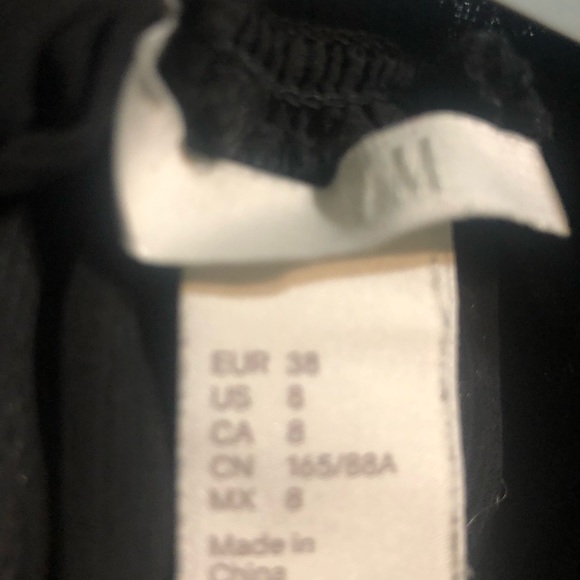 EUR 38
US 8
CA 8
CN 165/88A
MX 8
Made in
China